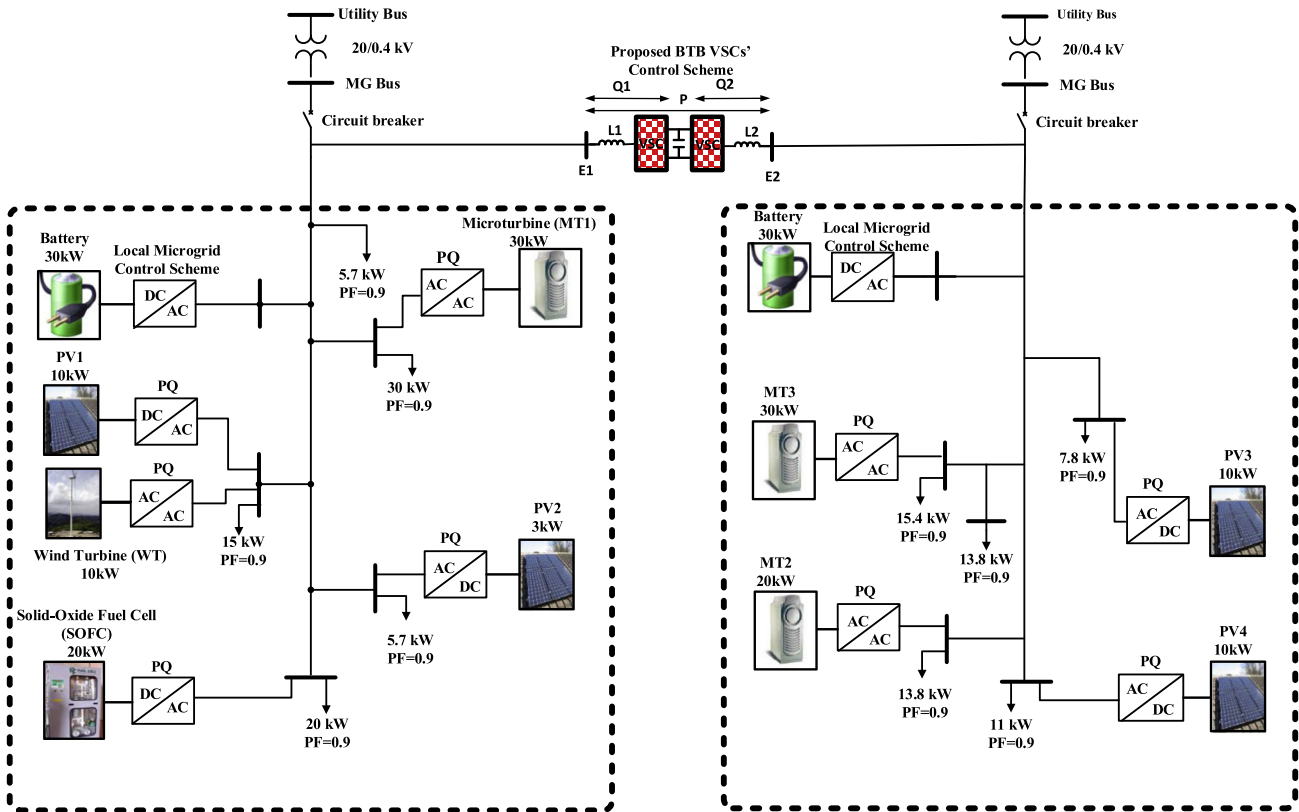 Utility Bus
20/0.4 kV
MG Bus
Circuit breaker
Proposed BTB VSCs'
Control Scheme
Q1
P
Q2
L1
VSC
VSC
L2
E1
E2
Utility Bus
20/0.4 kV
MG Bus
Circuit breaker
Battery
30kW
Local Microgrid
Control Scheme
DC
AC
5.7 kW
PF=0.9
Microturbine (MT1)
30kW
PQ
AC
AC
30 kW
PF=0.9
PV1
10kW
PQ
DC
AC
PQ
AC
AC
Wind Turbine (WT)
10kW
15 kW
PF=0.9
PV2
3kW
PQ
AC
DC
5.7 kW
PF=0.9
Solid-Oxide Fuel Cell
(SOFC)
20kW
PQ
DC
AC
20 kW
PF=0.9
Battery
30kW
Local Microgrid
Control Scheme
DC
AC
MT3
30kW
PQ
AC
AC
15.4 kW
PF=0.9
13.8 kW
PF=0.9
7.8 kW
PF=0.9
PV3
10kW
PQ
AC
DC
MT2
20kW
PQ
AC
AC
13.8 kW
PF=0.9
11 kW
PF=0.9
PV4
10kW
PQ
AC
DC